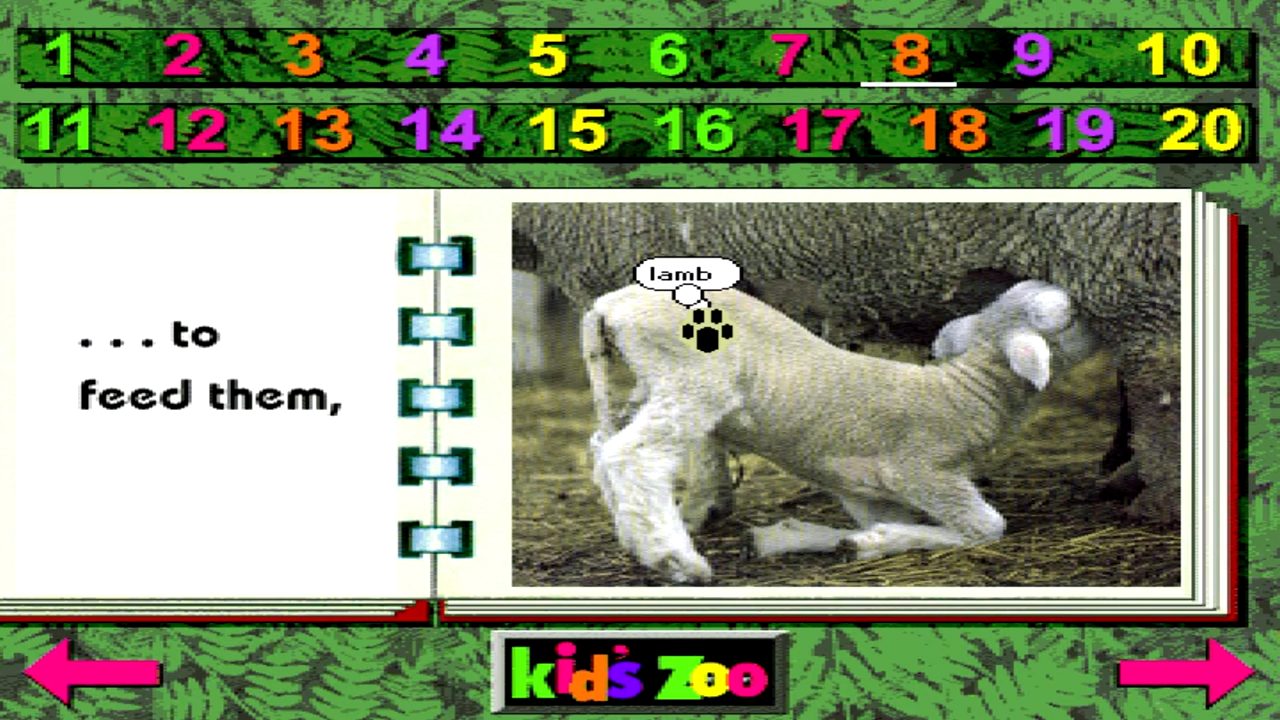 1 2 3 4 5 6 7 8 9 10
11 12 13 14 15 16 17 18 19 20
lamb
. . . to
feed them,
kid's Zoo